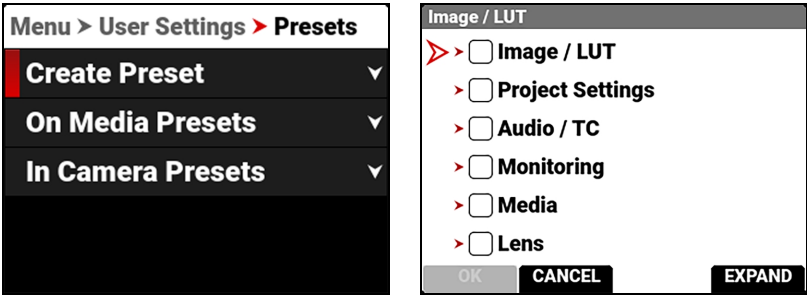 Menu > User Settings > Presets
Create Preset
On Media Presets
In Camera Presets
Image / LUT
Image / LUT
Project Settings
Audio / TC
Monitoring
Media
Lens
OK CANCEL EXPAND